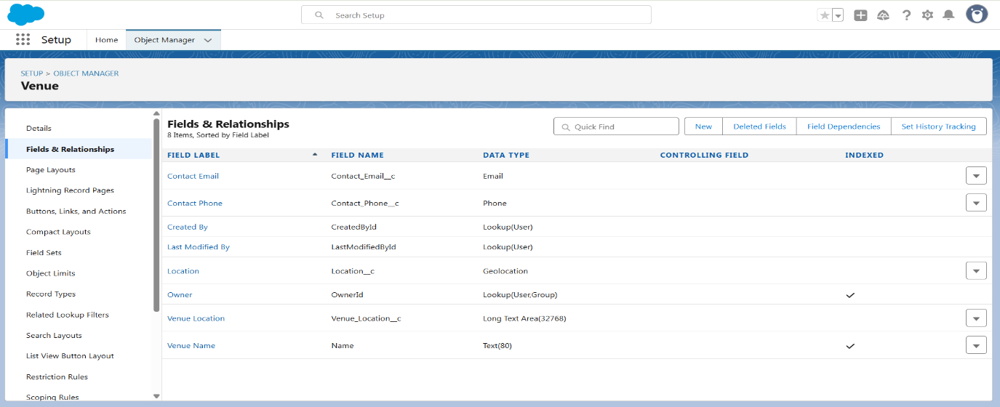 Search Setup
Setup Home Object Manager
SETUP > OBJECT MANAGER
Venue
Details
Fields & Relationships
Page Layouts
Lightning Record Pages
Buttons, Links, and Actions
Compact Layouts
Field Sets
Object Limits
Record Types
Related Lookup Filters
Search Layouts
List View Button Layout
Restriction Rules
Scoping Rules
Fields & Relationships
8 Items, Sorted by Field Label
Quick Find New Deleted Fields Field Dependencies Set History Tracking
FIELD LABEL FIELD NAME DATA TYPE CONTROLLING FIELD INDEXED
Contact Email Contact_Email__c Email
Contact Phone Contact_Phone__c Phone
Created By CreatedById Lookup(User)
Last Modified By LastModifiedById Lookup(User)
Location Location__c Geolocation
Owner OwnerId Lookup(User,Group)
Venue Location Venue_Location__c Long Text Area(32768)
Venue Name Name Text(80)